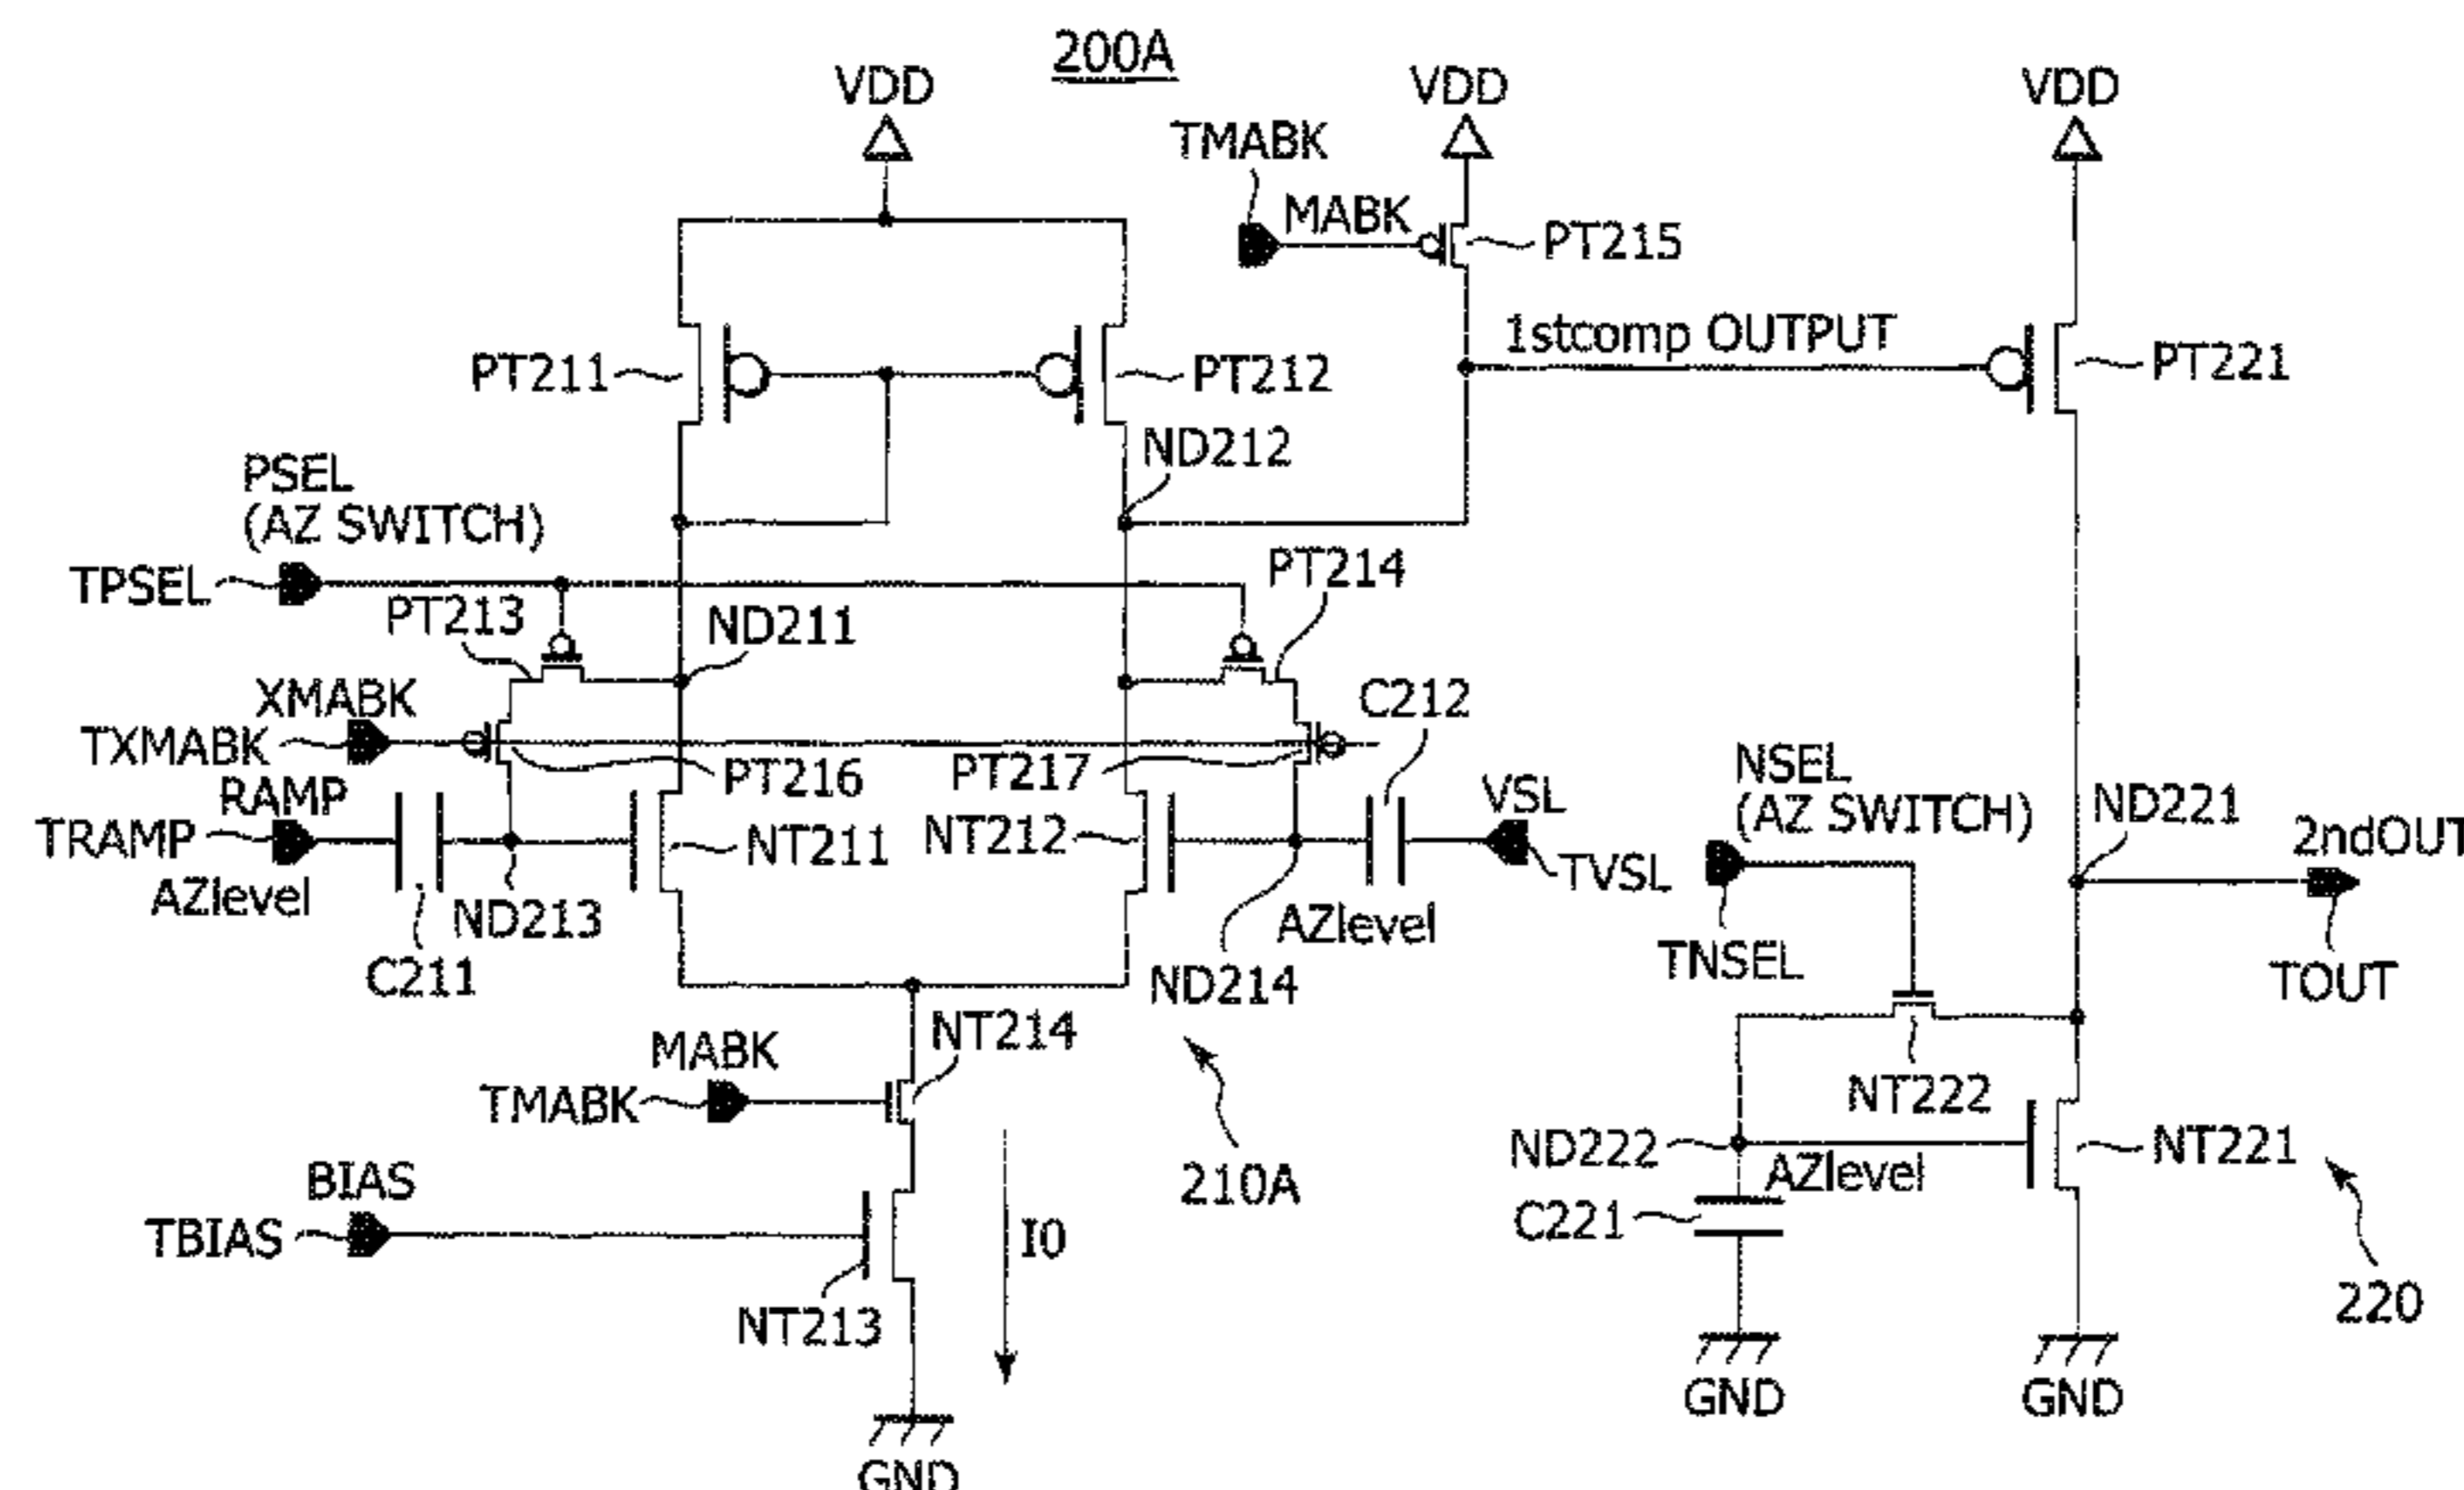 200A
VDD
VDD
VDD
TMABK
MABK
PT215
1stcomp OUTPUT
PT211
PT212
PT221
ND212
PSEL
(AZ SWITCH)
TPSEL
PT213
ND211
PT214
XMABK
TXMABK
C212
PT216
PT217
RAMP
TRAMP
AZlevel
NT211
NT212
VSL
TVSL
NSEL
(AZ SWITCH)
ND221
2ndOUT
ND213
C211
AZlevel
ND214
TNSEL
TOUT
MABK
TMABK
NT214
NT222
ND222
AZlevel
NT221
210A
BIAS
TBIAS
I0
C221
NT213
220
GND
GND
GND